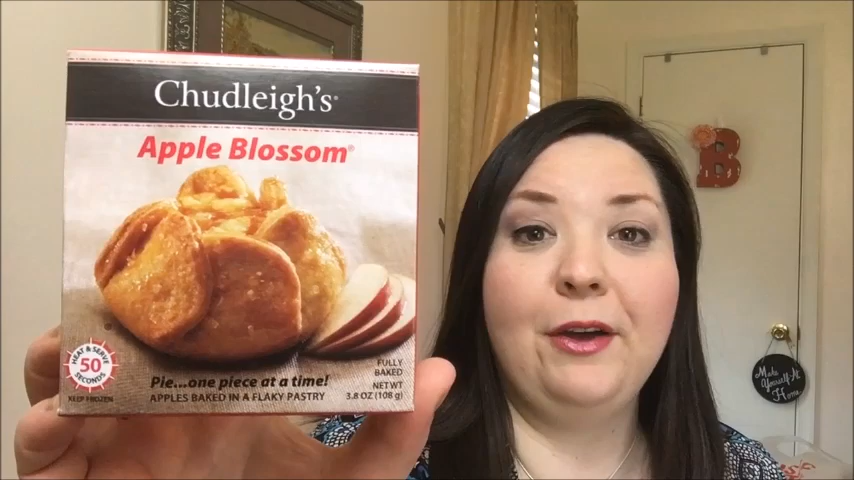 Chudleigh's®
Apple Blossom®
HEAT & SERVE
50
SECONDS
KEEP FROZEN
Pie...one piece at a time!
APPLES BAKED IN A FLAKY PASTRY
FULLY
BAKED
NET WT
3.8 OZ (108 g)
B
Make
Yourself At
Home